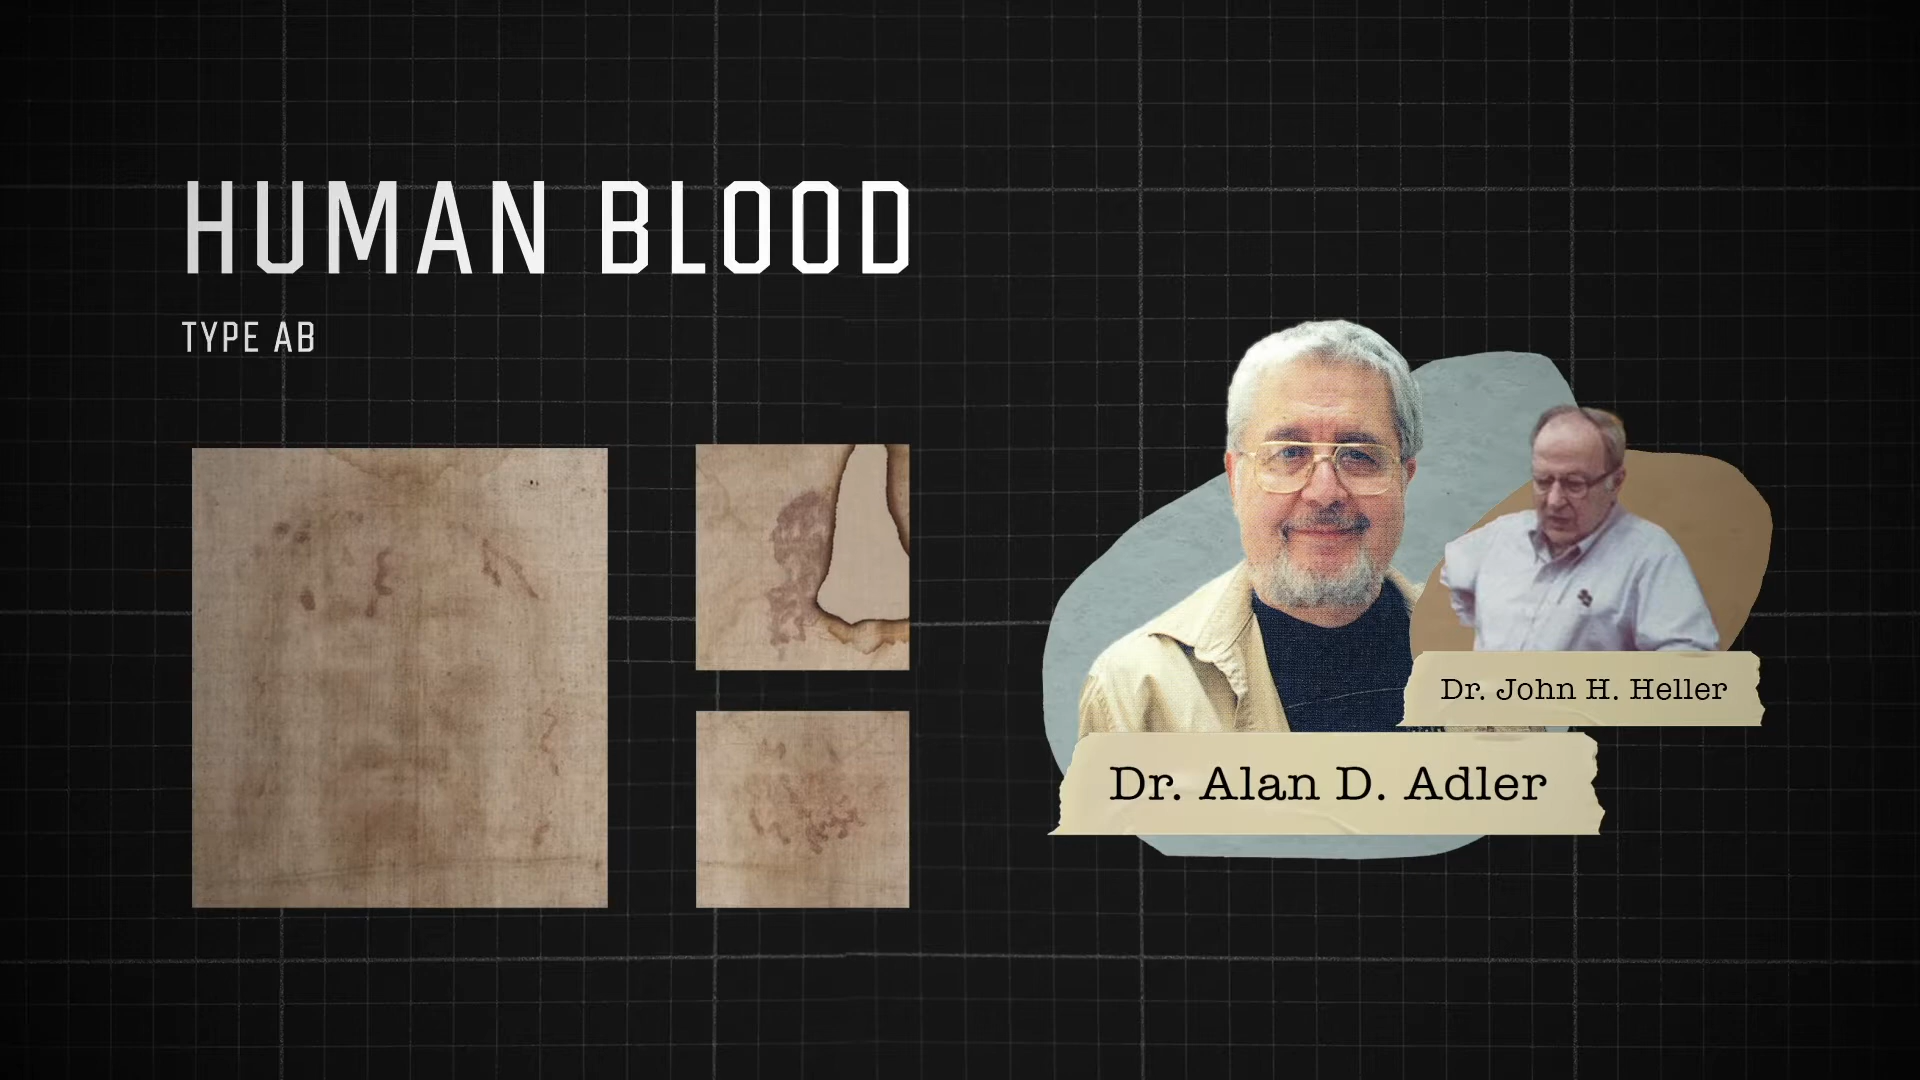 HUMAN BLOOD
TYPE AB
Dr. John H. Heller
Dr. Alan D. Adler